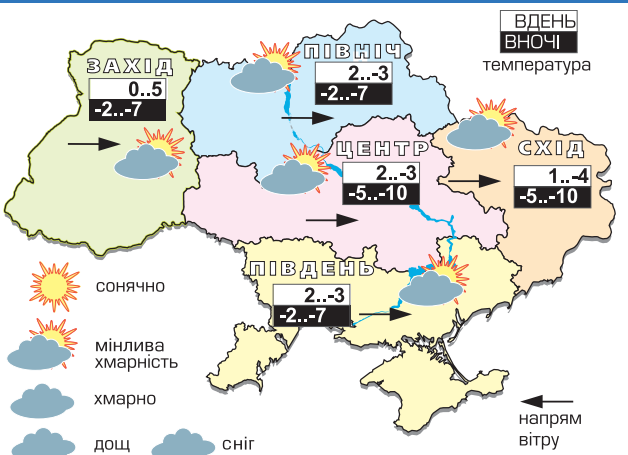 ВДЕНЬ
ВНОЧІ
температура
ЗАХІД
0..5
-2..-7
ПІВНІЧ
2..-3
-2..-7
ЦЕНТР
2..-3
-5..-10
СХІД
1..-4
-5..-10
ПІВДЕНЬ
2..-3
-2..-7
сонячно
мінлива
хмарність
хмарно
дощ
сніг
напрям
вітру